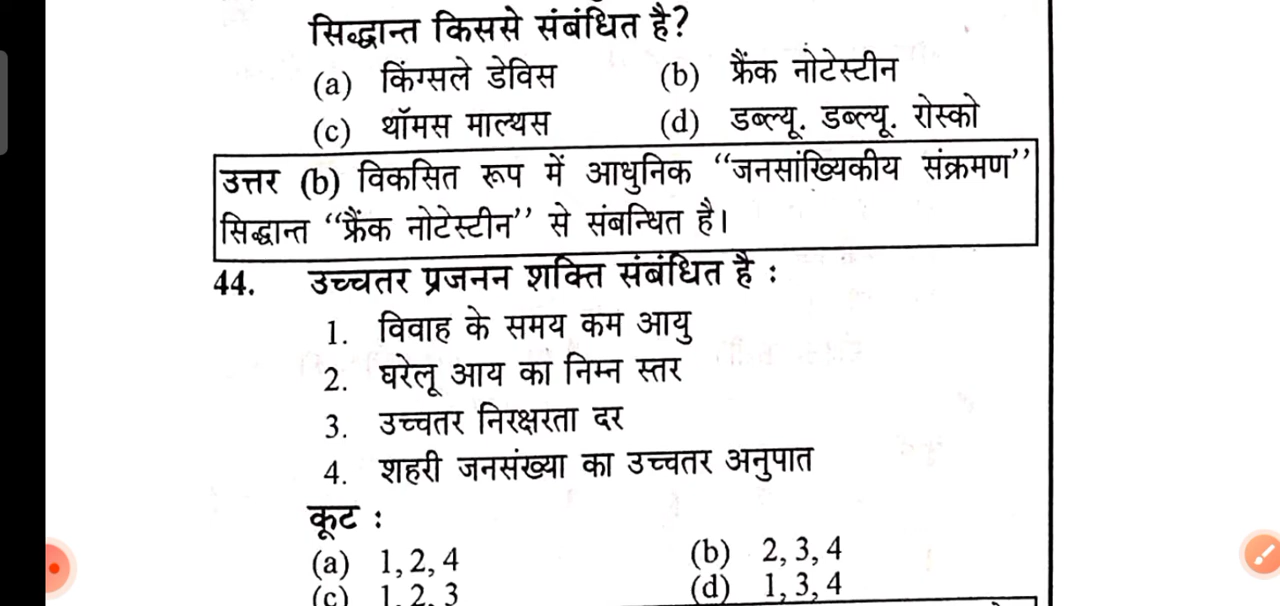 सिद्धान्त किससे संबंधित है?
(a) किंग्सले डेविस (b) फ्रैंक नोटेस्टीन
(c) थॉमस माल्थस (d) डब्ल्यू. डब्ल्यू. रोस्को
उत्तर (b) विकसित रूप में आधुनिक “जनसांख्यिकीय संक्रमण”
सिद्धान्त “फ्रैंक नोटेस्टीन” से संबन्धित है।
44. उच्चतर प्रजनन शक्ति संबंधित है :
1. विवाह के समय कम आयु
2. घरेलू आय का निम्न स्तर
3. उच्चतर निरक्षरता दर
4. शहरी जनसंख्या का उच्चतर अनुपात
कूट :
(a) 1, 2, 4 (b) 2, 3, 4
(c) 1, 2, 3 (d) 1, 3, 4